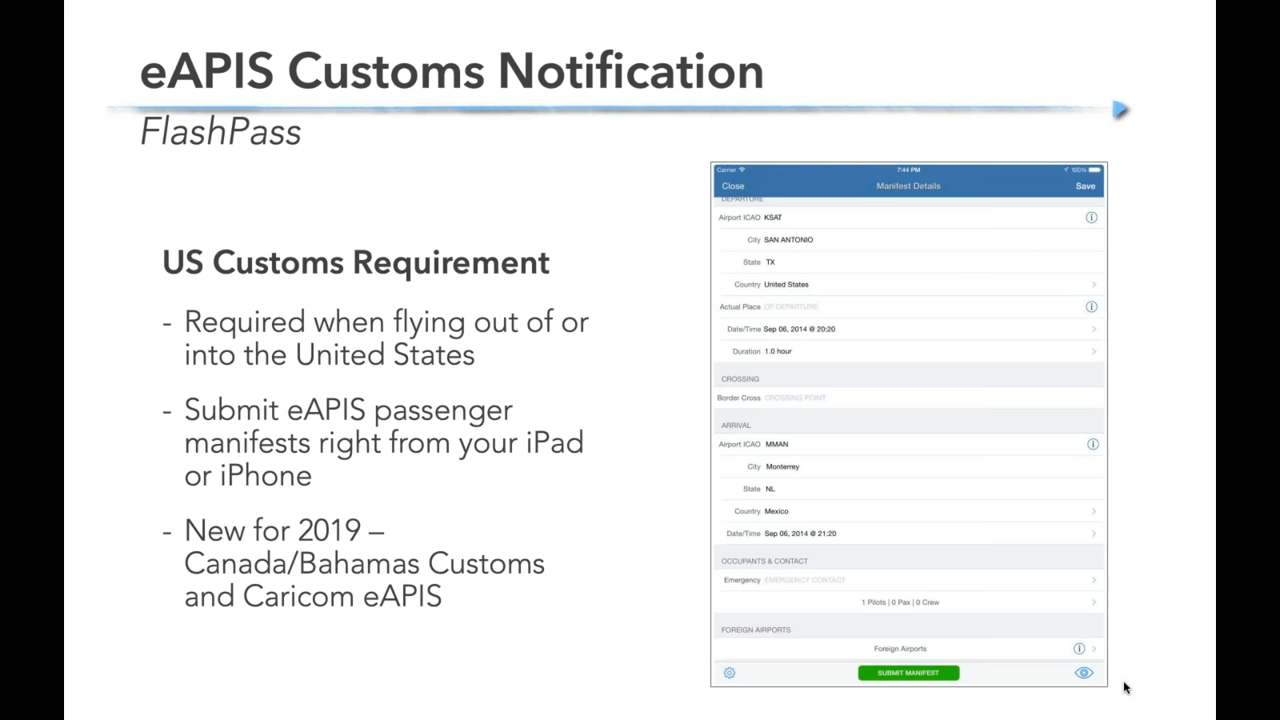 eAPIS Customs Notification
FlashPass
US Customs Requirement
- Required when flying out of or
into the United States
- Submit eAPIS passenger
manifests right from your iPad
or iPhone
- New for 2019 –
Canada/Bahamas Customs
and Caricom eAPIS
Carrier 7:44 PM 100%
Close Manifest Details Save
DEPARTURE
Airport ICAO KSAT
City SAN ANTONIO
State TX
Country United States
Actual Place OF DEPARTURE
Date/Time Sep 06, 2014 @ 20:20
Duration 1.0 hour
CROSSING
Border Cross CROSSING POINT
ARRIVAL
Airport ICAO MMAN
City Monterrey
State NL
Country Mexico
Date/Time Sep 06, 2014 @ 21:20
OCCUPANTS & CONTACT
Emergency EMERGENCY CONTACT
1 Pilots | 0 Pax | 0 Crew
FOREIGN AIRPORTS
Foreign Airports
SUBMIT MANIFEST